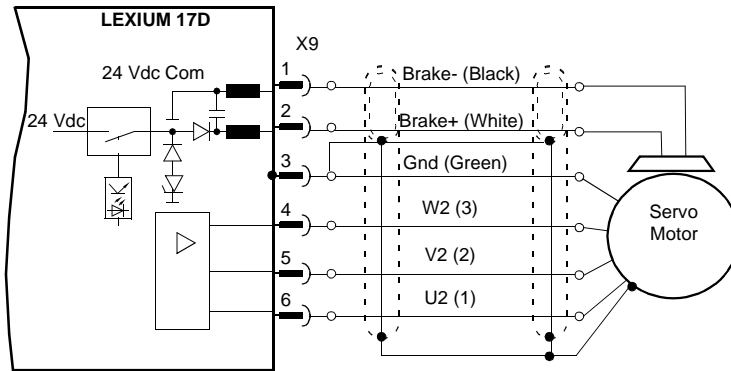 LEXIUM 17D
X9
24 Vdc Com
1
Brake- (Black)
24 Vdc
2
Brake+ (White)
3
Gnd (Green)
4
W2 (3)
Servo
Motor
5
V2 (2)
6
U2 (1)